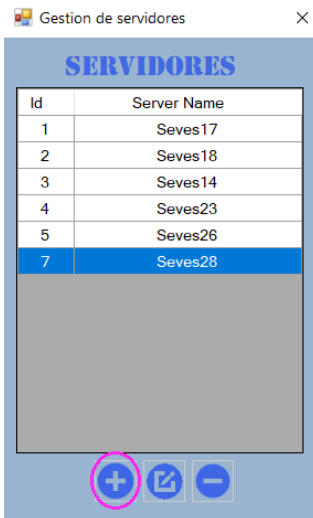 Gestion de servidores
SERVIDORES
Id Server Name
1 Seves17
2 Seves18
3 Seves14
4 Seves23
5 Seves26
7 Seves28